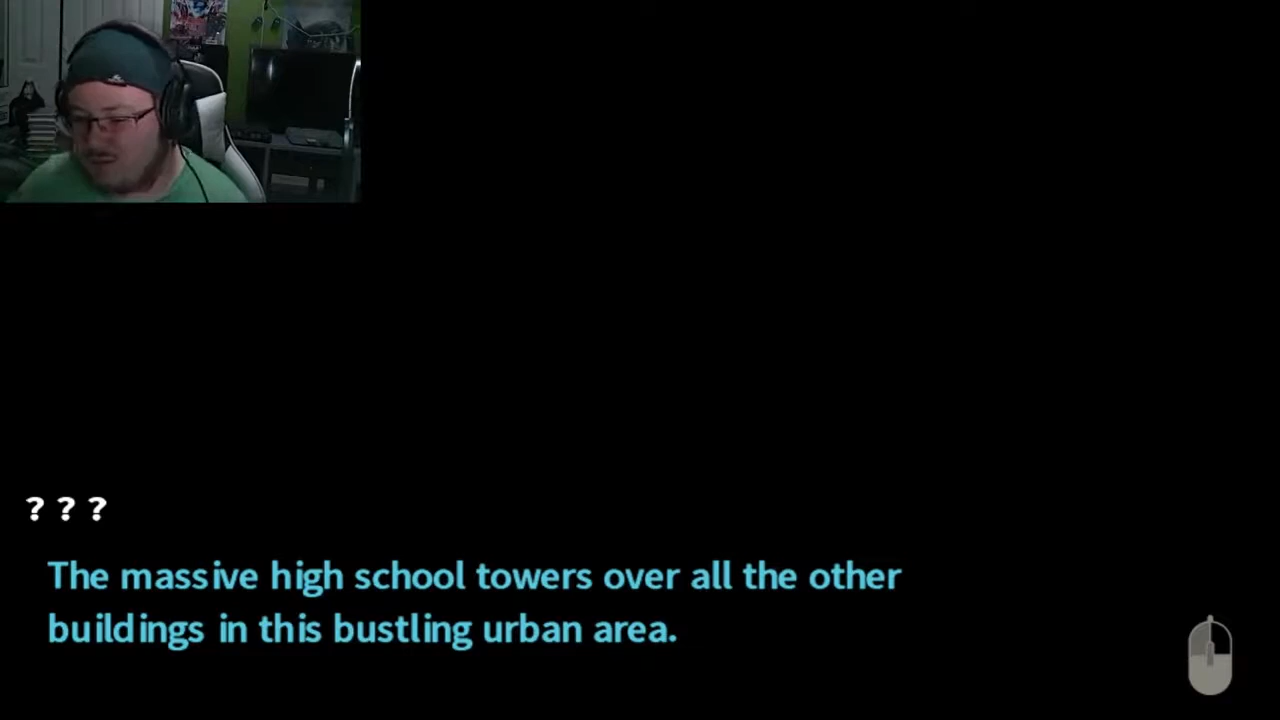 ? ? ?
The massive high school towers over all the other
buildings in this bustling urban area.